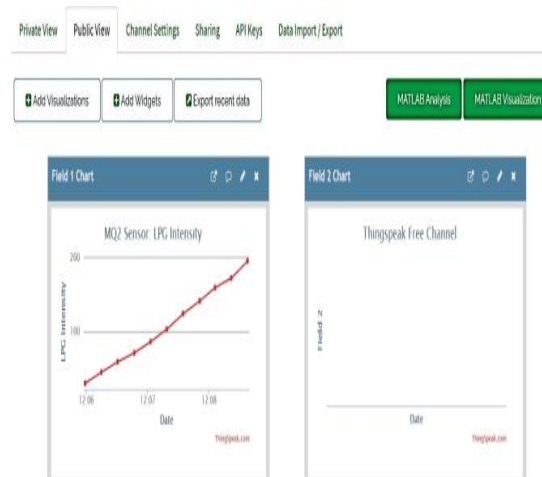 Private View Public View Channel Settings Sharing API Keys Data Import / Export
Add Visualizations Add Widgets Export recent data MATLAB Analysis MATLAB Visualization
Field 1 Chart
MQ2 Sensor: LPG Intensity
LPG Intensity
200
100
12:06 12:07 12:08
Date
ThingSpeak.com
Field 2 Chart
Thingspeak Free Channel
Field 2
Date
ThingSpeak.com